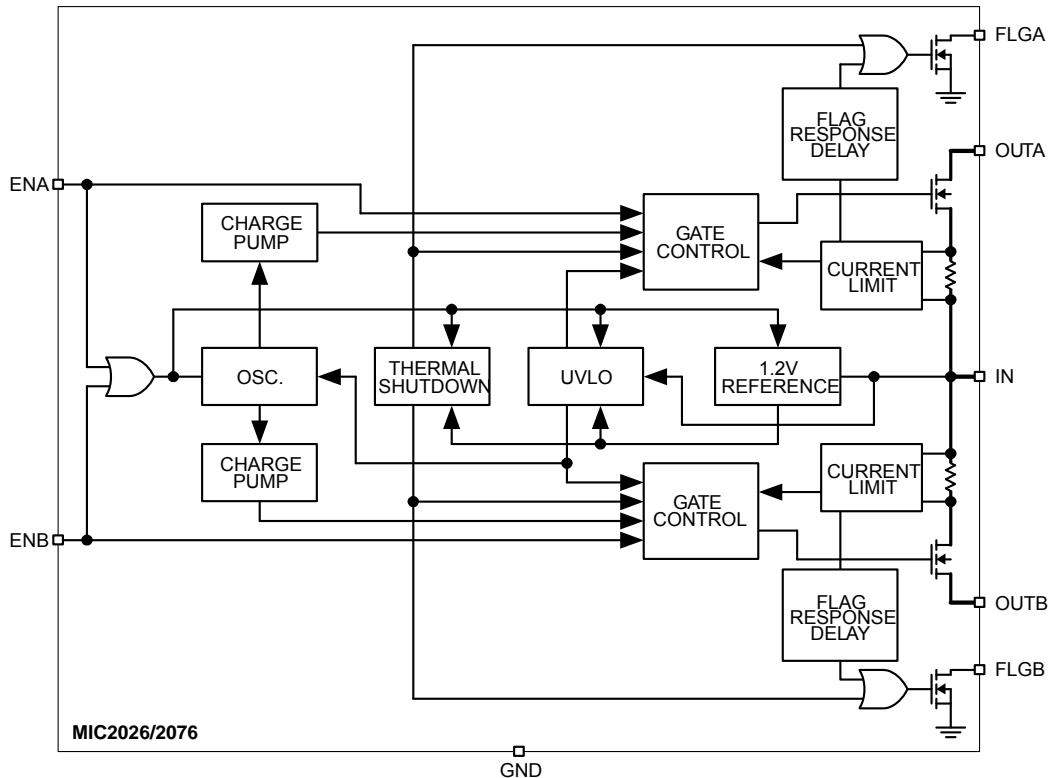 FLGA
FLAG
RESPONSE
DELAY
OUTA
ENA
CHARGE
PUMP
GATE
CONTROL
CURRENT
LIMIT
OSC.
THERMAL
SHUTDOWN
UVLO
1.2V
REFERENCE
IN
CHARGE
PUMP
CURRENT
LIMIT
GATE
CONTROL
ENB
FLAG
RESPONSE
DELAY
OUTB
FLGB
MIC2026/2076
GND